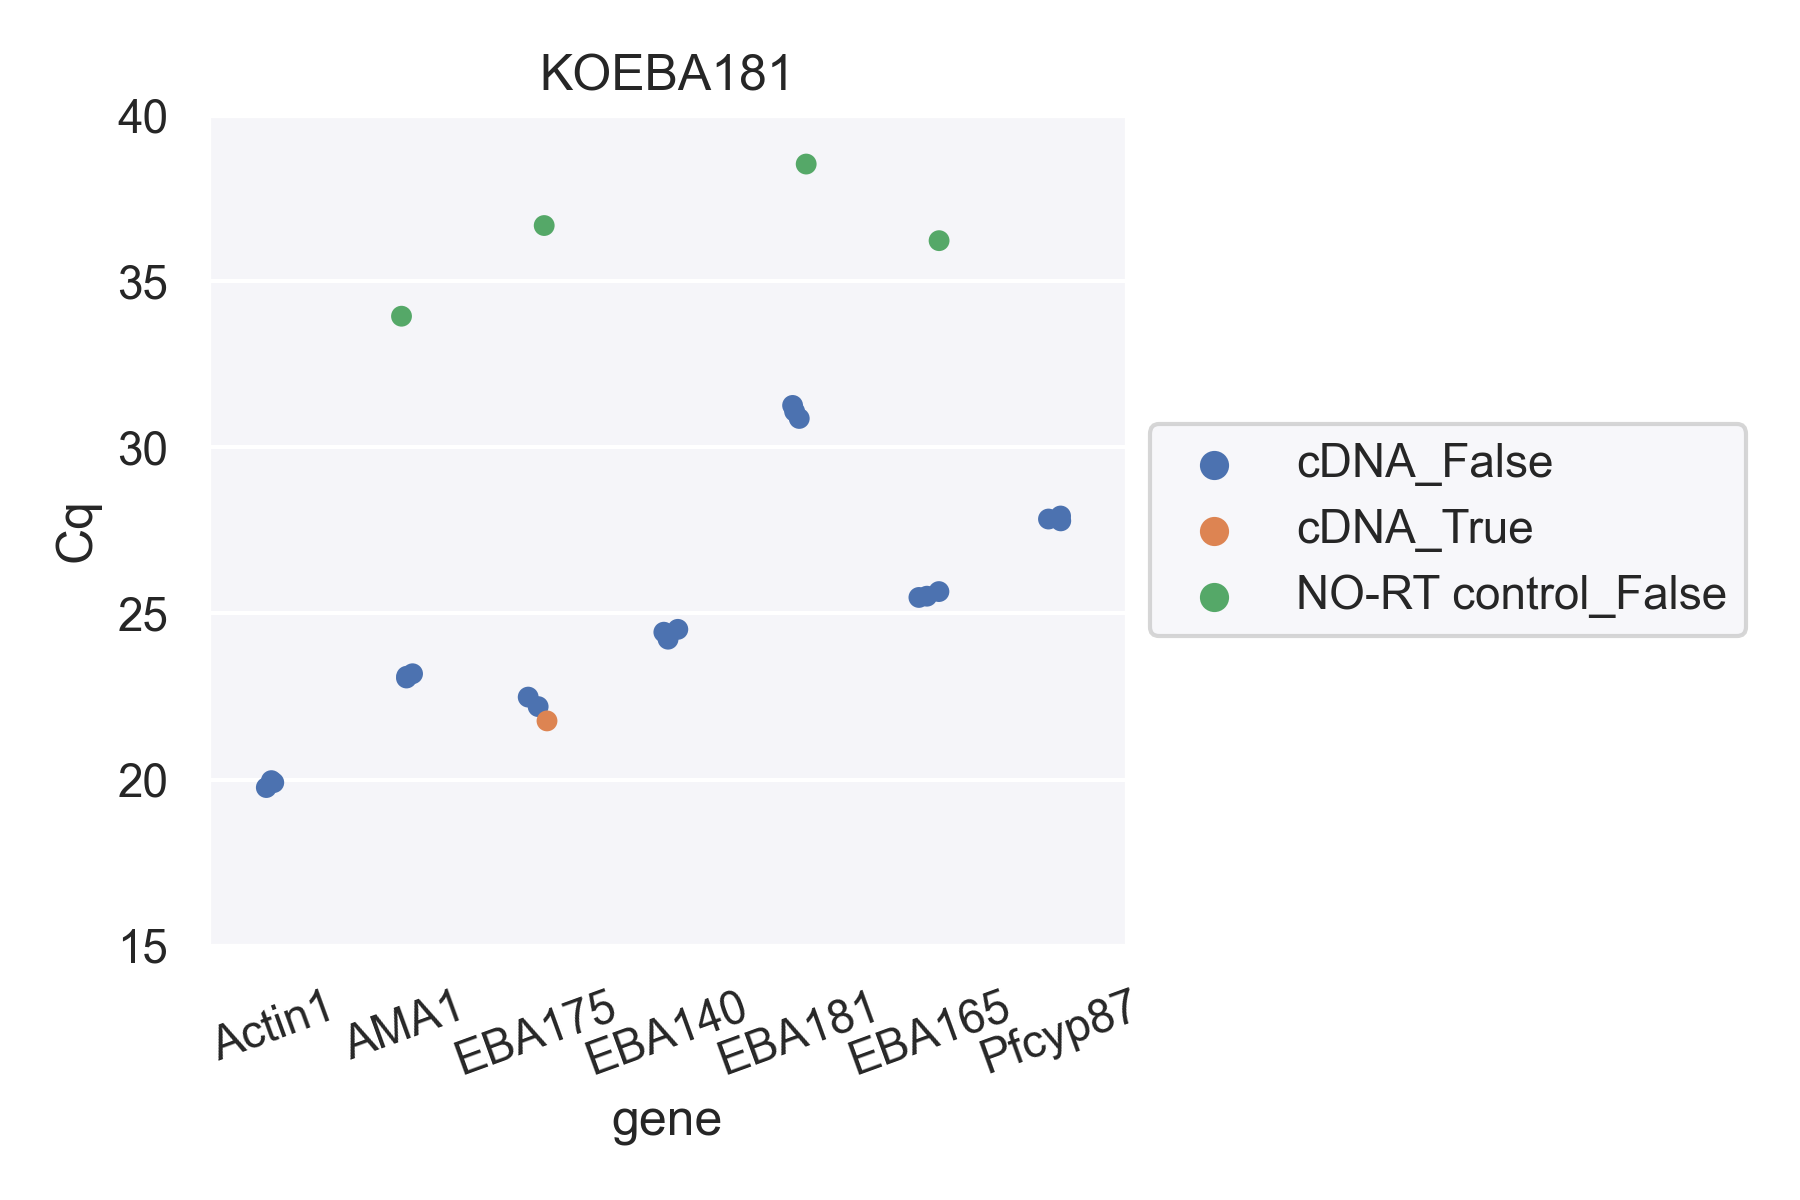 KOEBA181
40
35
30
25
20
15
Cq
Actin1
AMA1
EBA175
EBA140
EBA181
EBA165
Pfcyp87
gene
cDNA_False
cDNA_True
NO-RT control_False